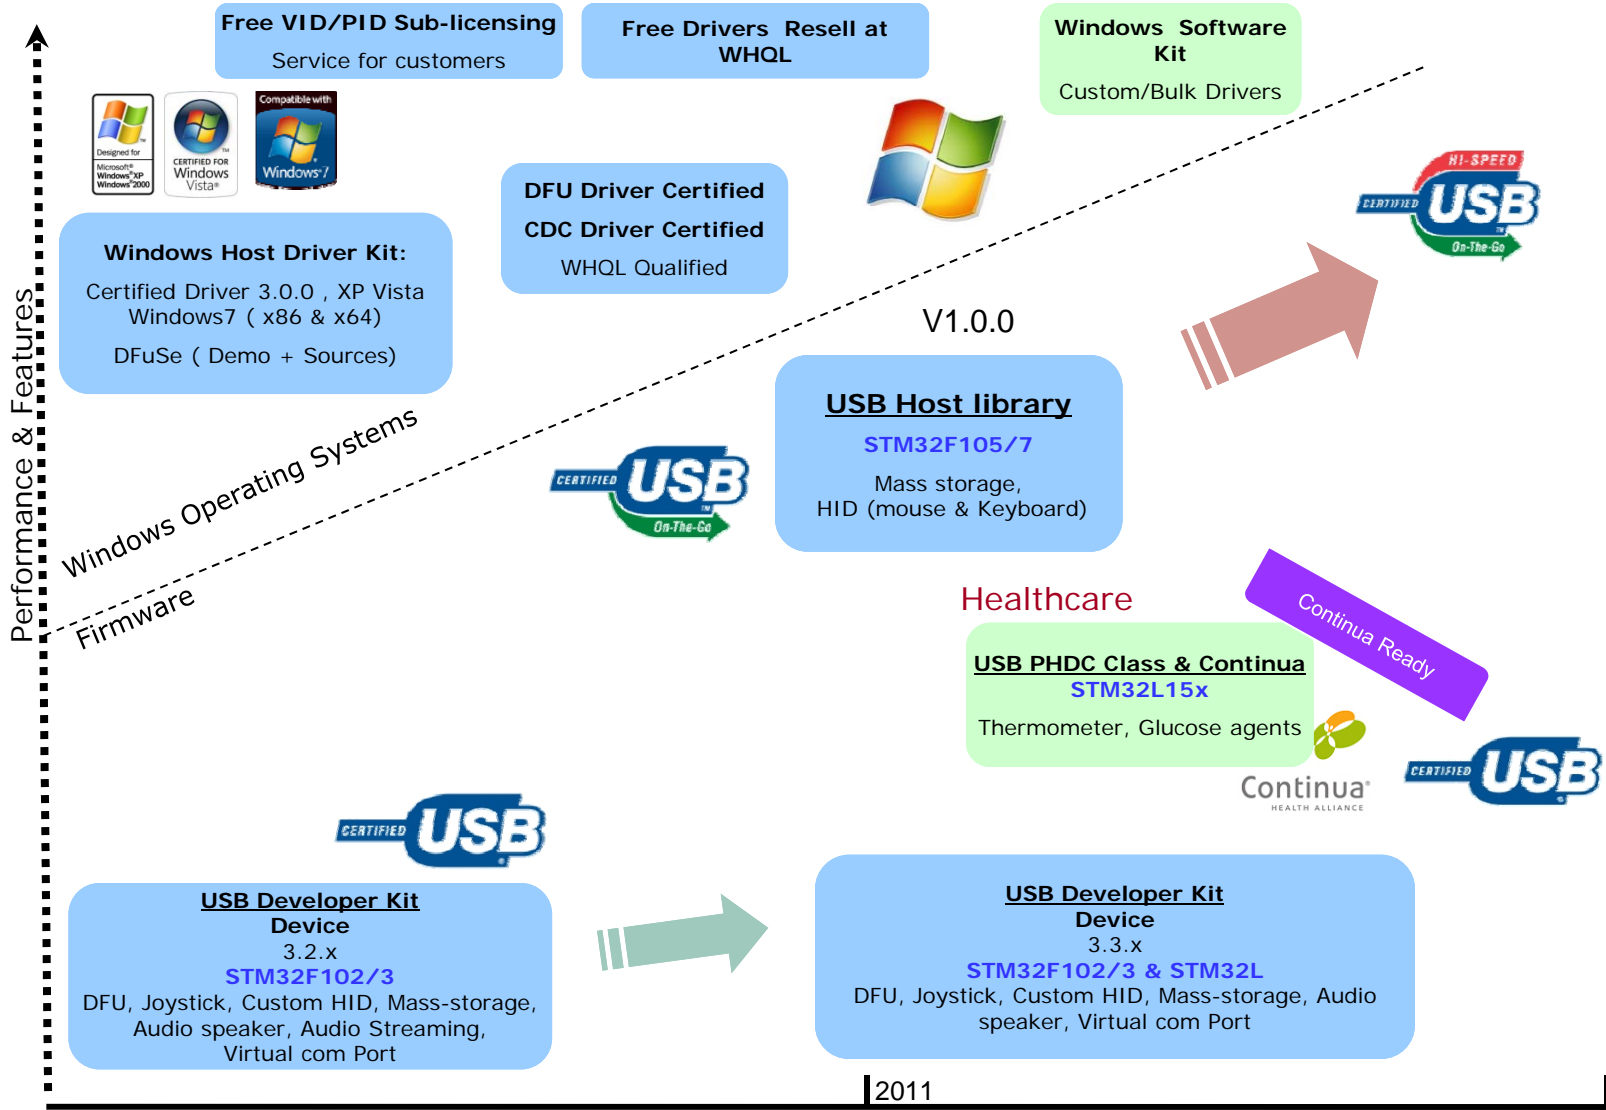 Free VID/PID Sub-licensing
Service for customers
Free Drivers Resell at
WHQL
Windows Software
Kit
Custom/Bulk Drivers
Designed for
Microsoft®
Windows®XP
Windows®2000
CERTIFIED FOR
Windows
Vista®
Compatible with
Windows®7
HI-SPEED
CERTIFIED
USB
On-The-Go
DFU Driver Certified
CDC Driver Certified
WHQL Qualified
Windows Host Driver Kit:
Certified Driver 3.0.0 , XP Vista
Windows7 ( x86 & x64)
DFuSe ( Demo + Sources)
Performance & Features
V1.0.0
USB Host library
STM32F105/7
Mass storage,
HID (mouse & Keyboard)
Windows Operating Systems
Firmware
CERTIFIED
USB
TM
On-The-Go
Healthcare
Continua Ready
USB PHDC Class & Continua
STM32L15x
Thermometer, Glucose agents
Continua®
HEALTH ALLIANCE
CERTIFIED
USB
CERTIFIED
USB
USB Developer Kit
Device
3.2.x
STM32F102/3
DFU, Joystick, Custom HID, Mass-storage,
Audio speaker, Audio Streaming,
Virtual com Port
USB Developer Kit
Device
3.3.x
STM32F102/3 & STM32L
DFU, Joystick, Custom HID, Mass-storage, Audio
speaker, Virtual com Port
2011